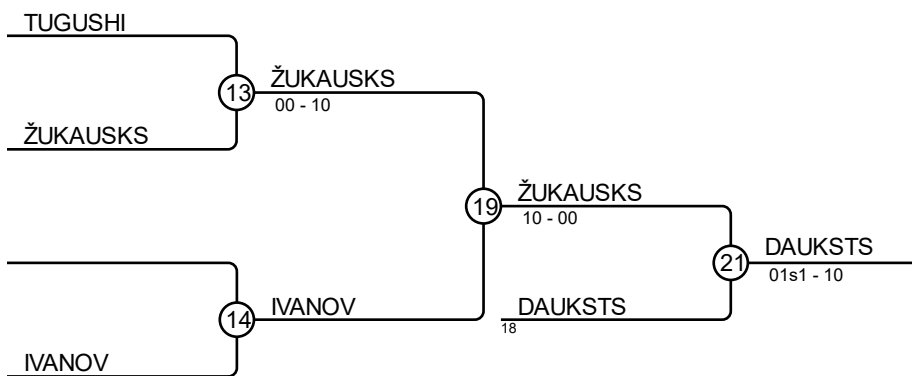 TUGUSHI
13
ŽUKAUSKS
00 - 10
ŽUKAUSKS
19
ŽUKAUSKS
10 - 00
21
DAUKSTS
01s1 - 10
14
IVANOV
DAUKSTS
18
IVANOV